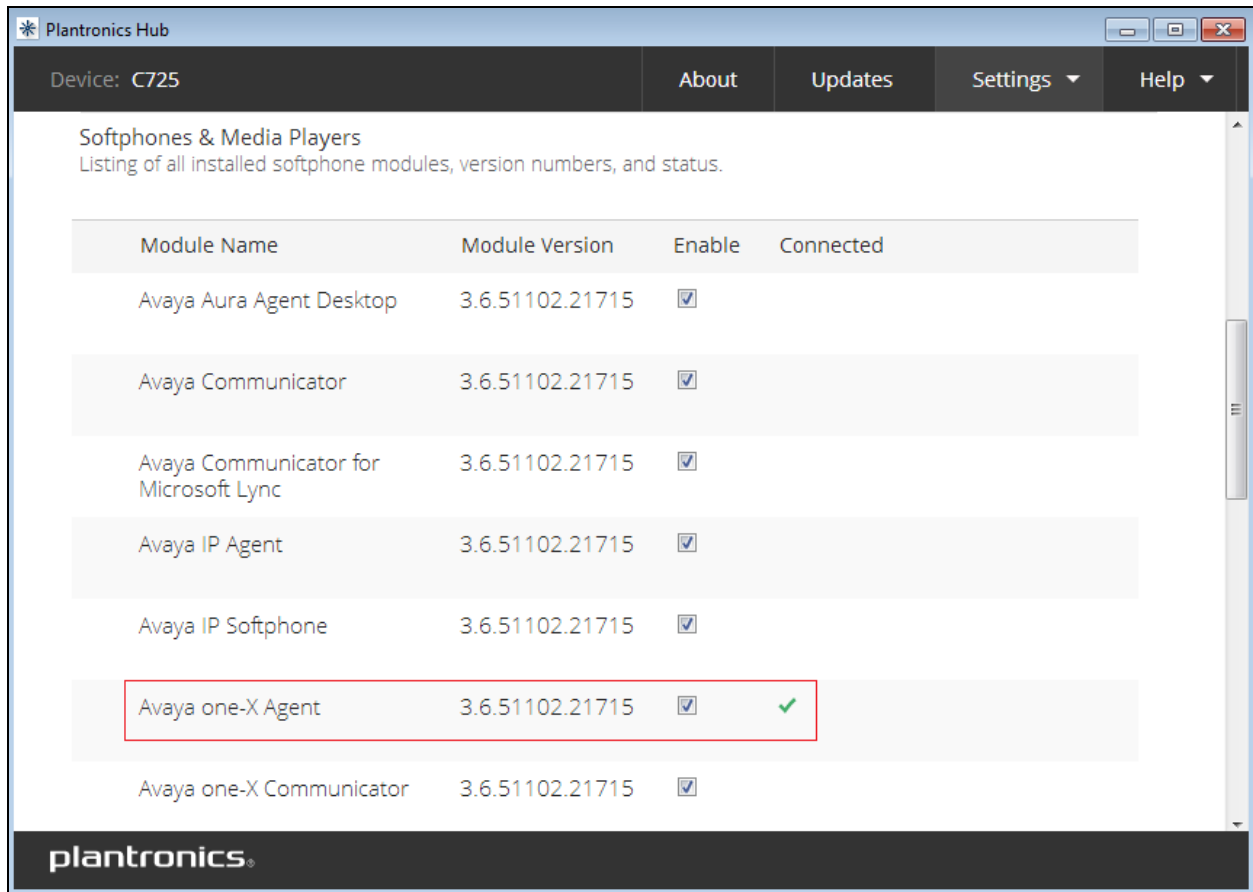 Plantronics Hub
Device: C725 About Updates Settings Help
Softphones & Media Players
Listing of all installed softphone modules, version numbers, and status.
Module Name Module Version Enable Connected
Avaya Aura Agent Desktop 3.6.51102.21715
Avaya Communicator 3.6.51102.21715
Avaya Communicator for 3.6.51102.21715
Microsoft Lync
Avaya IP Agent 3.6.51102.21715
Avaya IP Softphone 3.6.51102.21715
Avaya one-X Agent 3.6.51102.21715
Avaya one-X Communicator 3.6.51102.21715
plantronics®